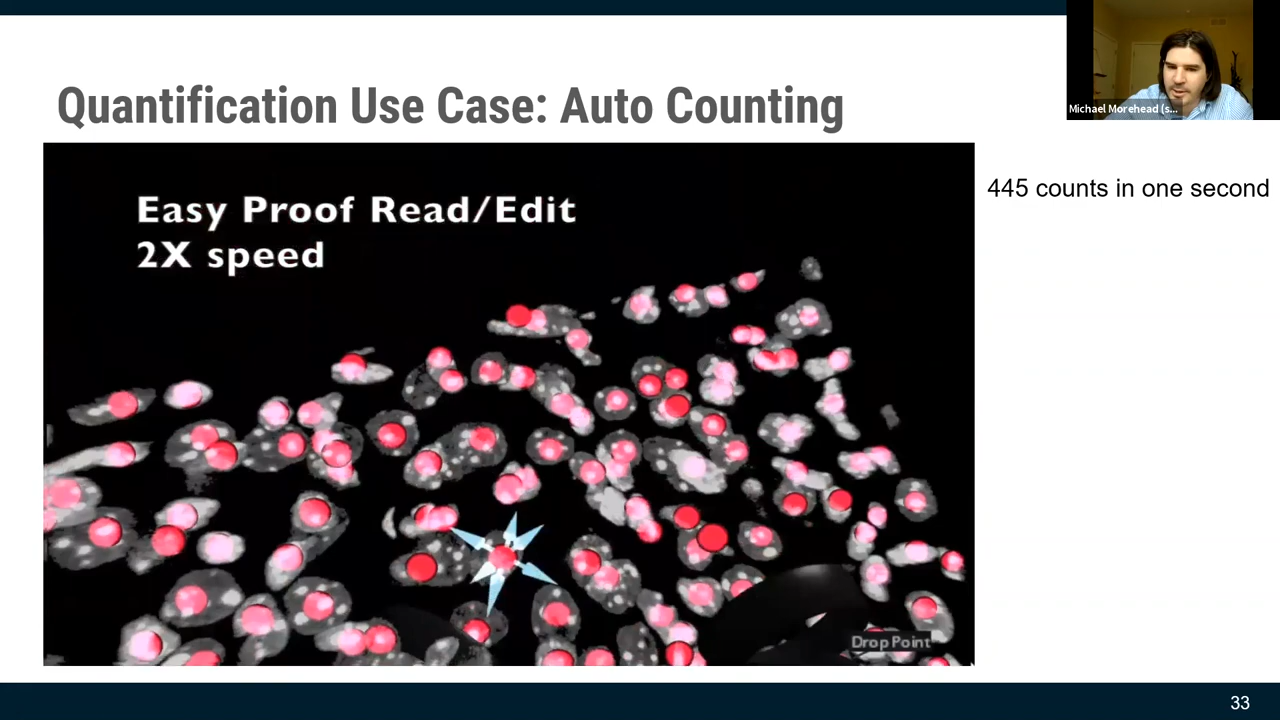 Michael Morehead (s...
Quantification Use Case: Auto Counting
445 counts in one second
Easy Proof Read/Edit
2X speed
Drop Point
33